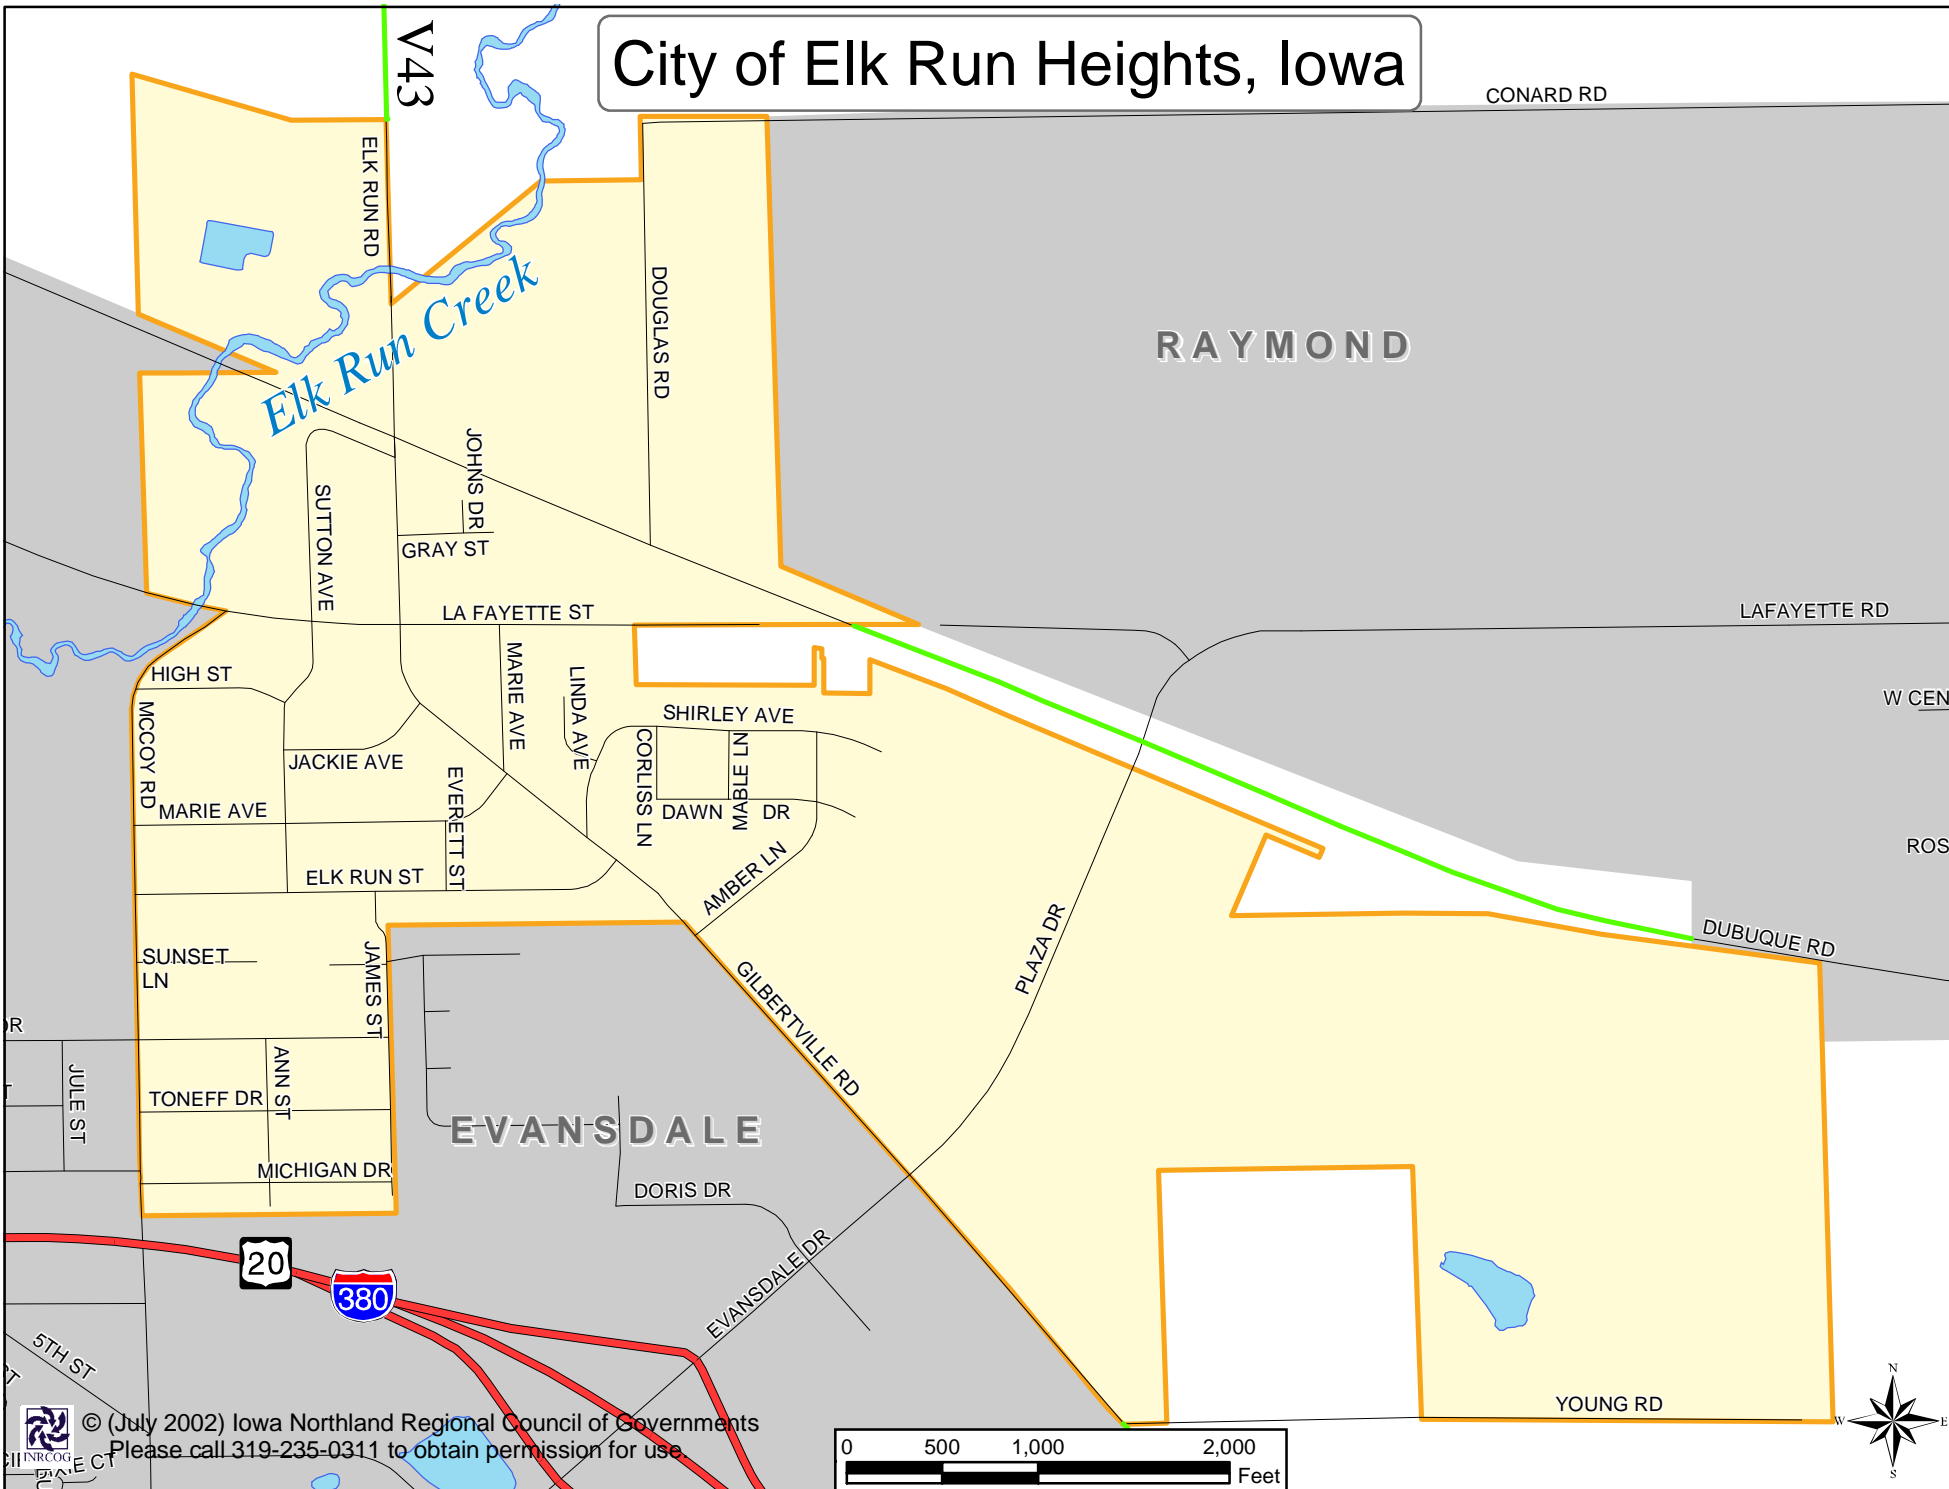 City of Elk Run Heights, Iowa
V43
CONARD RD
ELK RUN RD
Elk Run Creek
DOUGLAS RD
RAYMOND
JOHNS DR
SUTTON AVE
GRAY ST
LA FAYETTE ST
LAFAYETTE RD
HIGH ST
MARIE AVE
LINDA AVE
W CEN
MCCOY RD
SHIRLEY AVE
JACKIE AVE
CORLISS LN
MABLE LN
EVERETT ST
MARIE AVE
DAWN DR
ROS
ELK RUN ST
AMBER LN
SUNSET
LN
JAMES ST
PLAZA DR
DUBUQUE RD
GILBERTVILLE RD
DR
JULE ST
ANN ST
TONEFF DR
EVANSDALE
MICHIGAN DR
DORIS DR
EVANSDALE DR
20
380
5TH ST
YOUNG RD
N
W
E
S
INRCOG
© (July 2002) Iowa Northland Regional Council of Governments
Please call 319-235-0311 to obtain permission for use.
DIXIE CT
0 500 1,000 2,000
Feet